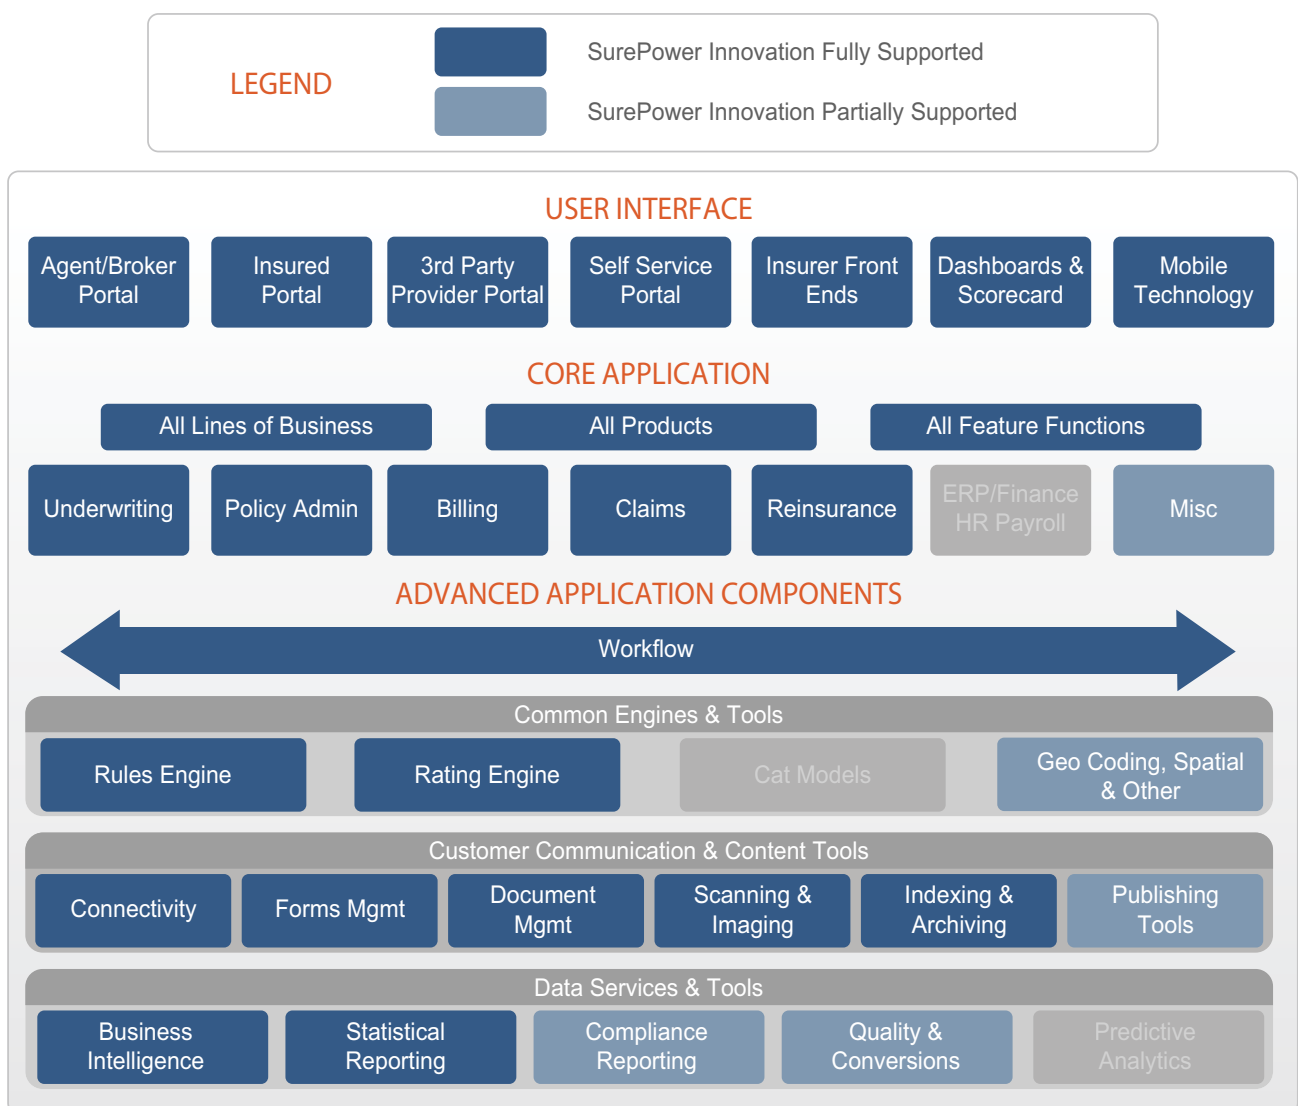 LEGEND
SurePower Innovation Fully Supported
SurePower Innovation Partially Supported
USER INTERFACE
Agent/Broker
Portal
Insured
Portal
3rd Party
Provider Portal
Self Service
Portal
Insurer Front
Ends
Dashboards &
Scorecard
Mobile
Technology
CORE APPLICATION
All Lines of Business
All Products
All Feature Functions
Underwriting
Policy Admin
Billing
Claims
Reinsurance
ERP/Finance
HR Payroll
Misc
ADVANCED APPLICATION COMPONENTS
Workflow
Common Engines & Tools
Rules Engine
Rating Engine
Cat Models
Geo Coding, Spatial
& Other
Customer Communication & Content Tools
Connectivity
Forms Mgmt
Document
Mgmt
Scanning &
Imaging
Indexing &
Archiving
Publishing
Tools
Data Services & Tools
Business
Intelligence
Statistical
Reporting
Compliance
Reporting
Quality &
Conversions
Predictive
Analytics